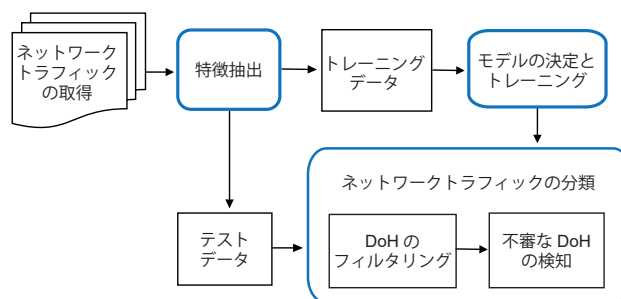 ネットワーク
トラフィック
の取得
特徴抽出
トレーニング
データ
モデルの決定と
トレーニング
ネットワークトラフィックの分類
テスト
データ
DoH の
フィルタリング
不審な DoH
の検知